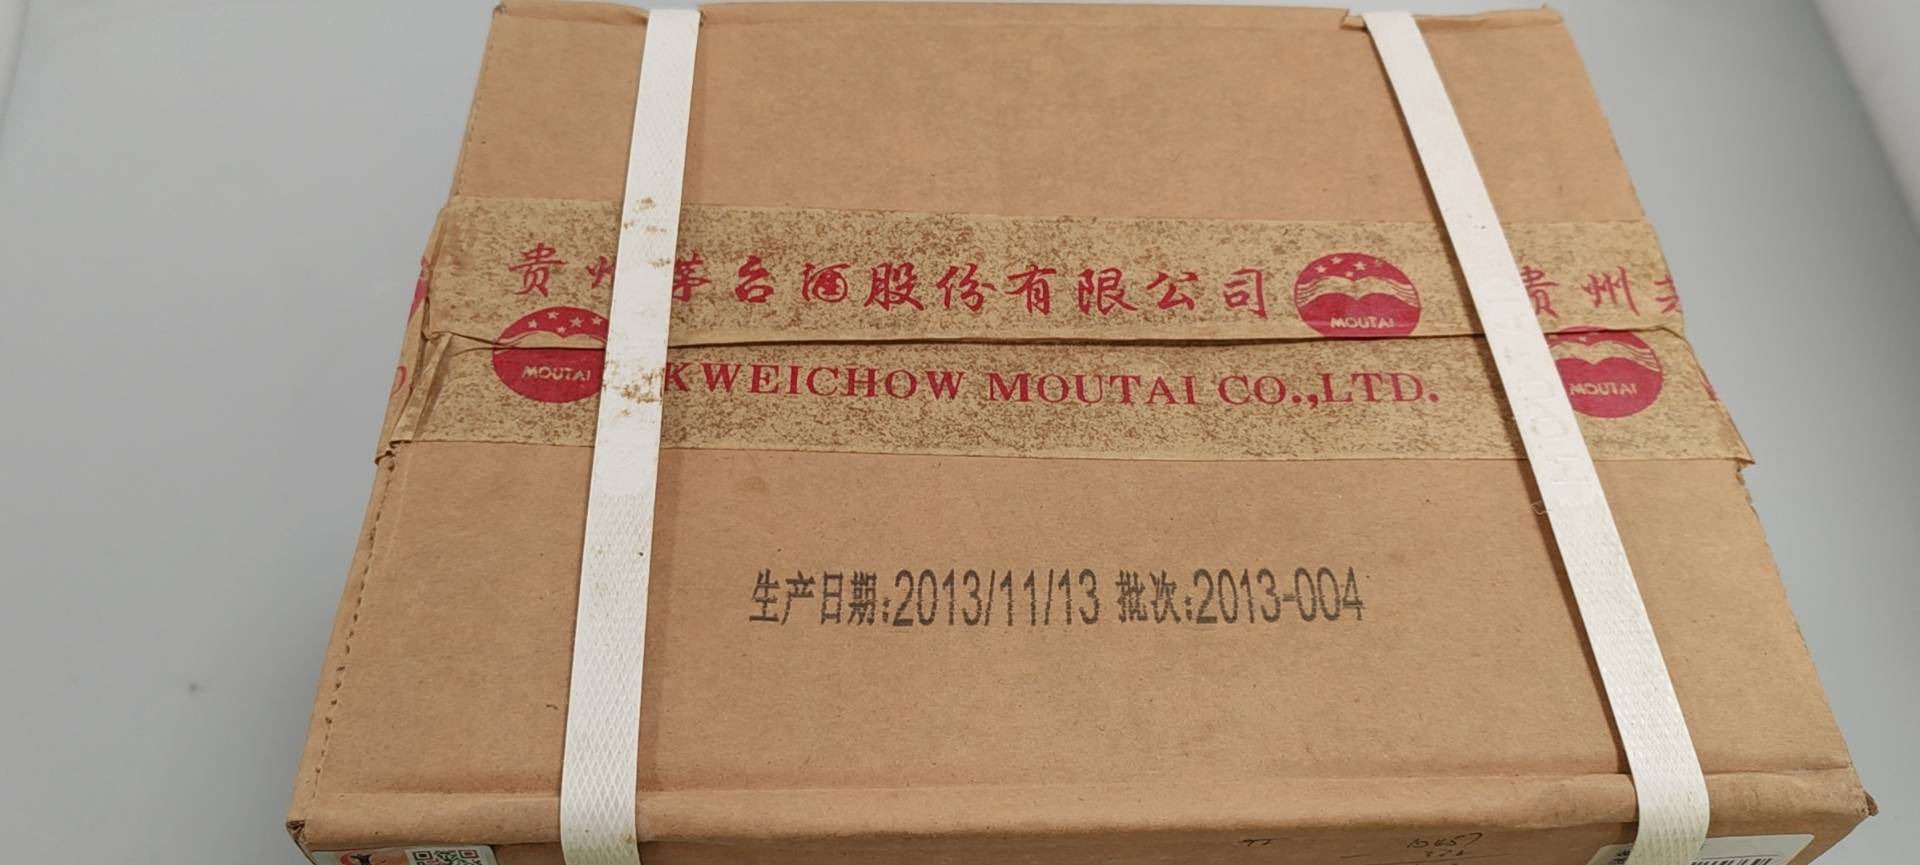 贵州茅台酒股份有限公司 MOUTAI 贵州
MOUTAI KWEICHOW MOUTAI CO.,LTD. MOUTAI
生产日期:2013/11/13 批次:2013-004